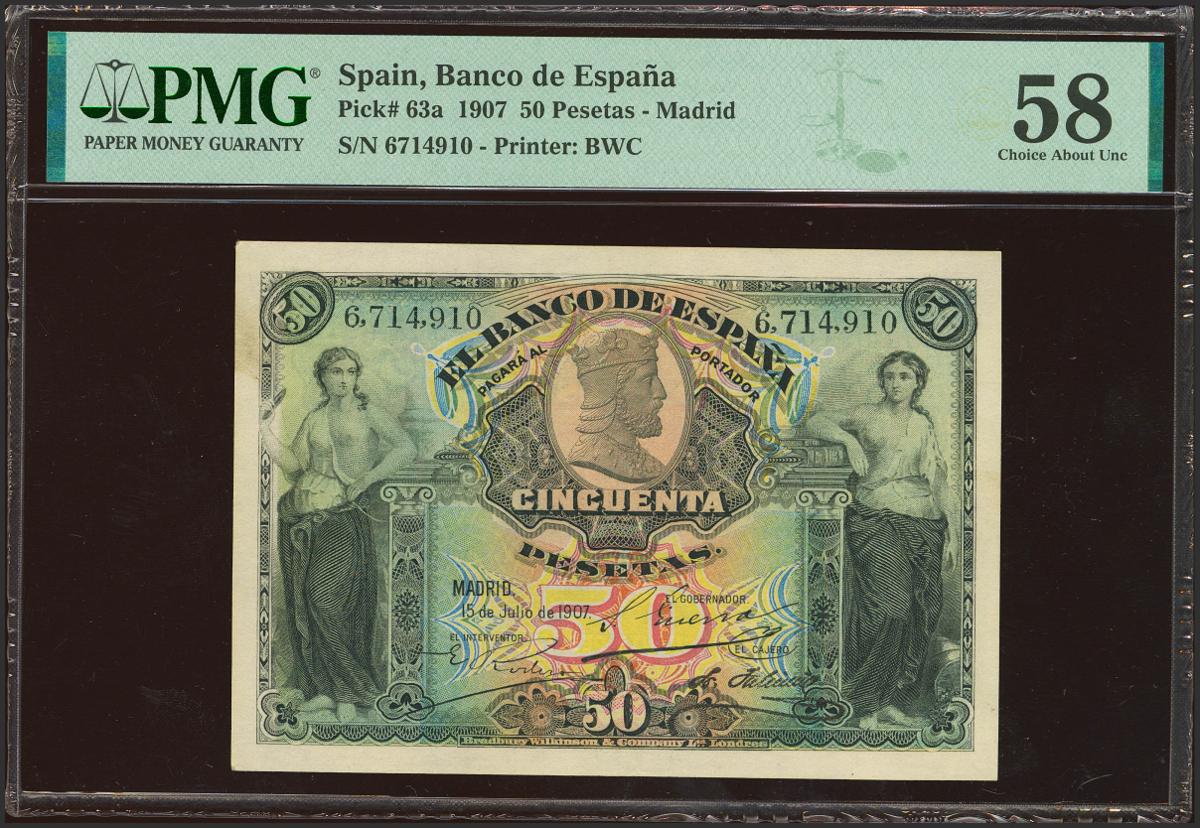 PMG®
PAPER MONEY GUARANTY
Spain, Banco de España
Pick# 63a 1907 50 Pesetas - Madrid
S/N 6714910 - Printer: BWC
58
Choice About Unc
50
6,714,910
6,714,910
50
EL BANCO DE ESPAÑA
PAGARÁ AL PORTADOR
CINCUENTA
PESETAS.
MADRID.
15 de Julio de 1907.
50
EL GOBERNADOR.
EL INTERVENTOR.
EL CAJERO
50
Bradbury Wilkinson & Company Ld. Londres